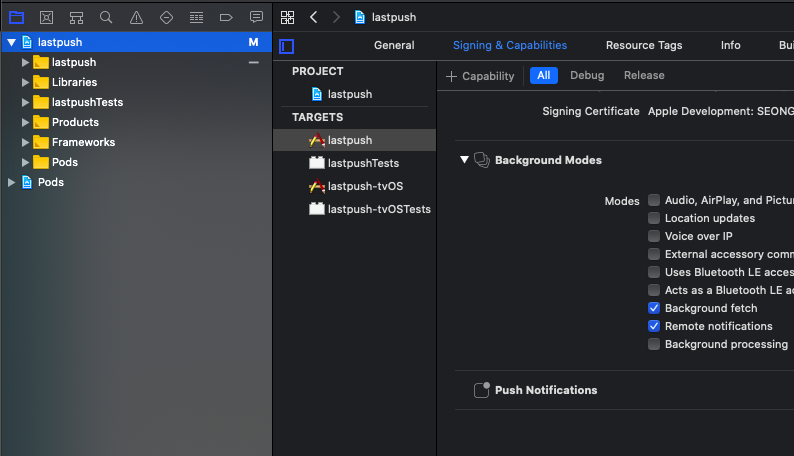 lastpush
lastpush M
General Signing & Capabilities Resource Tags Info Bui
lastpush
Libraries
lastpushTests
Products
Frameworks
Pods
Pods
PROJECT
lastpush
TARGETS
lastpush
lastpushTests
lastpush-tvOS
lastpush-tvOSTests
+ Capability All Debug Release
Signing Certificate Apple Development: SEONG
Background Modes
Modes Audio, AirPlay, and Pictu
Location updates
Voice over IP
External accessory comm
Uses Bluetooth LE acces
Acts as a Bluetooth LE a
Background fetch
Remote notifications
Background processing
Push Notifications